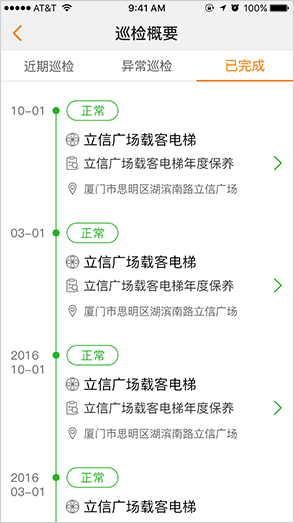 AT&T 9:41 AM 100%
巡检概要
近期巡检 异常巡检 已完成
10-01 正常
立信广场载客电梯
立信广场载客电梯年度保养
厦门市思明区湖滨南路立信广场
03-01 正常
立信广场载客电梯
立信广场载客电梯年度保养
厦门市思明区湖滨南路立信广场
2016 正常
10-01
立信广场载客电梯
立信广场载客电梯年度保养
厦门市思明区湖滨南路立信广场
2016 正常
03-01
立信广场载客电梯